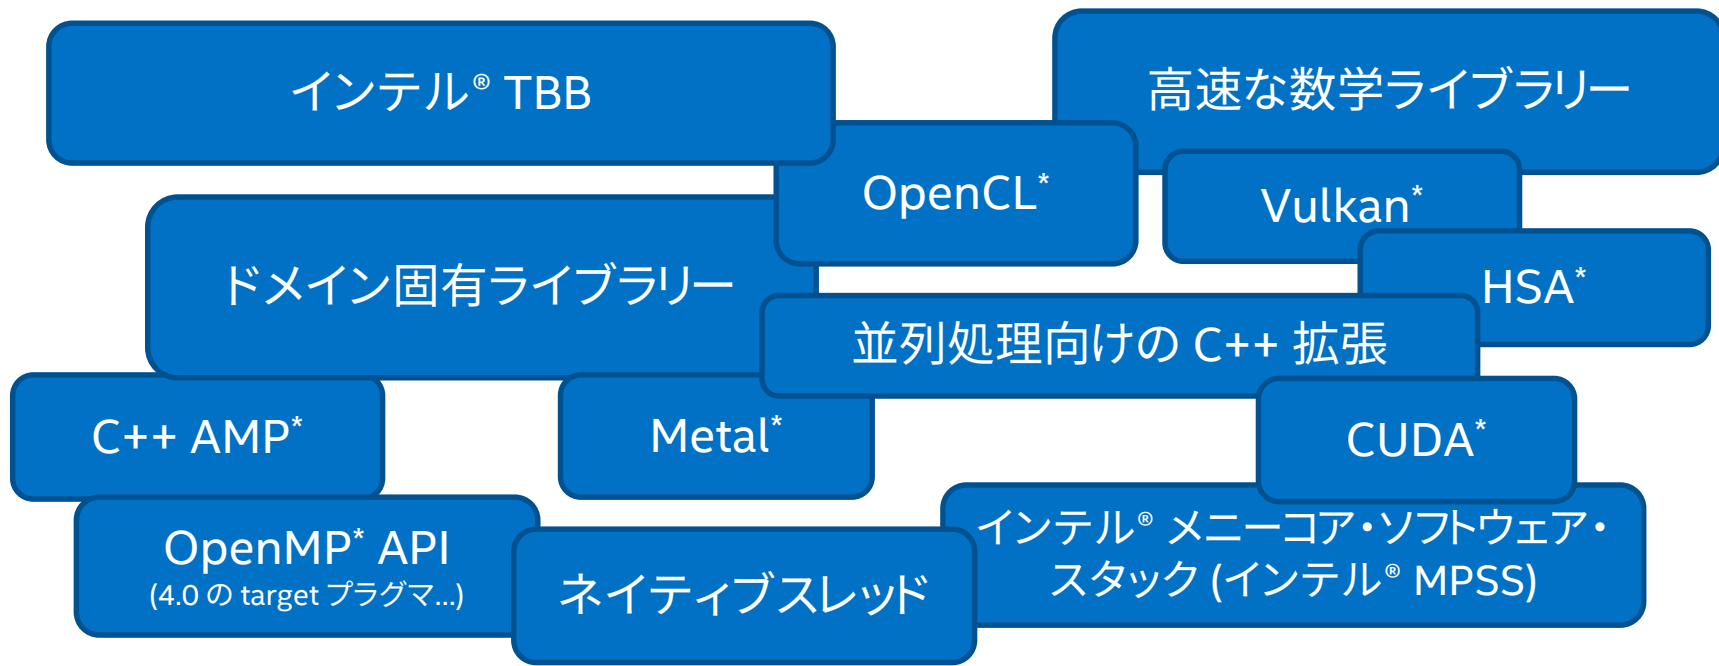 インテル® TBB
高速な数学ライブラリー
OpenCL*
Vulkan*
ドメイン固有ライブラリー
HSA*
並列処理向けの C++ 拡張
C++ AMP*
Metal*
CUDA*
OpenMP* API
(4.0 の target プラグマ...)
ネイティブスレッド
インテル® メニーコア・ソフトウェア・
スタック (インテル® MPSS)